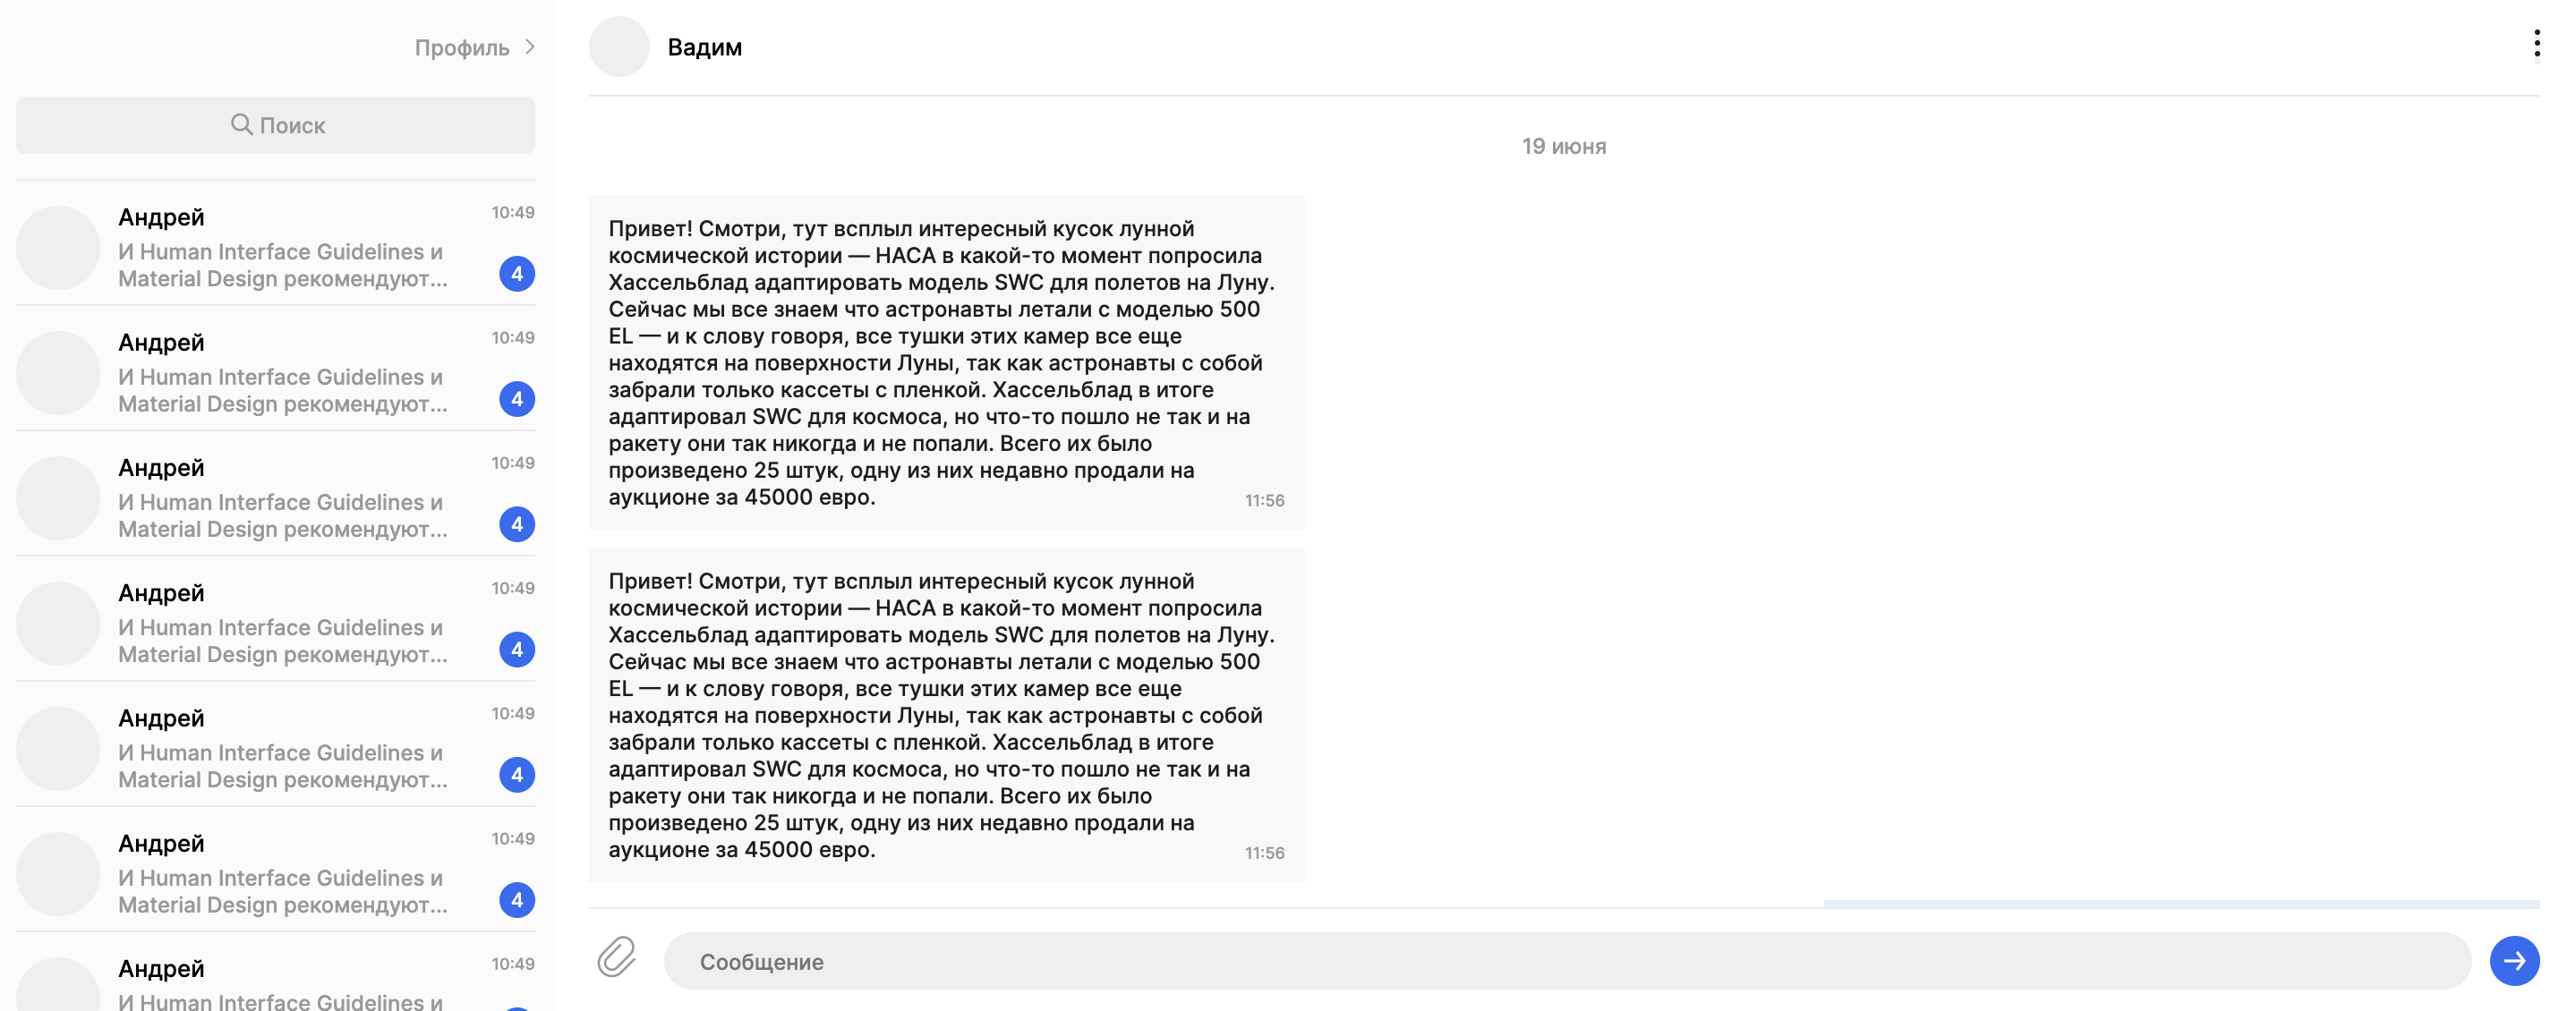 Профиль
Поиск
Андрей
10:49
И Human Interface Guidelines и
Material Design рекомендуют...
4
Андрей
10:49
И Human Interface Guidelines и
Material Design рекомендуют...
4
Андрей
10:49
И Human Interface Guidelines и
Material Design рекомендуют...
4
Андрей
10:49
И Human Interface Guidelines и
Material Design рекомендуют...
4
Андрей
10:49
И Human Interface Guidelines и
Material Design рекомендуют...
4
Андрей
10:49
И Human Interface Guidelines и
Material Design рекомендуют...
4
Андрей
10:49
И Human Interface Guidelines и
Вадим
19 июня
Привет! Смотри, тут всплыл интересный кусок лунной
космической истории — НАСА в какой-то момент попросила
Хассельблад адаптировать модель SWC для полетов на Луну.
Сейчас мы все знаем что астронавты летали с моделью 500
EL — и к слову говоря, все тушки этих камер все еще
находятся на поверхности Луны, так как астронавты с собой
забрали только кассеты с пленкой. Хассельблад в итоге
адаптировал SWC для космоса, но что-то пошло не так и на
ракету они так никогда и не попали. Всего их было
произведено 25 штук, одну из них недавно продали на
аукционе за 45000 евро.
11:56
Привет! Смотри, тут всплыл интересный кусок лунной
космической истории — НАСА в какой-то момент попросила
Хассельблад адаптировать модель SWC для полетов на Луну.
Сейчас мы все знаем что астронавты летали с моделью 500
EL — и к слову говоря, все тушки этих камер все еще
находятся на поверхности Луны, так как астронавты с собой
забрали только кассеты с пленкой. Хассельблад в итоге
адаптировал SWC для космоса, но что-то пошло не так и на
ракету они так никогда и не попали. Всего их было
произведено 25 штук, одну из них недавно продали на
аукционе за 45000 евро.
11:56
Сообщение